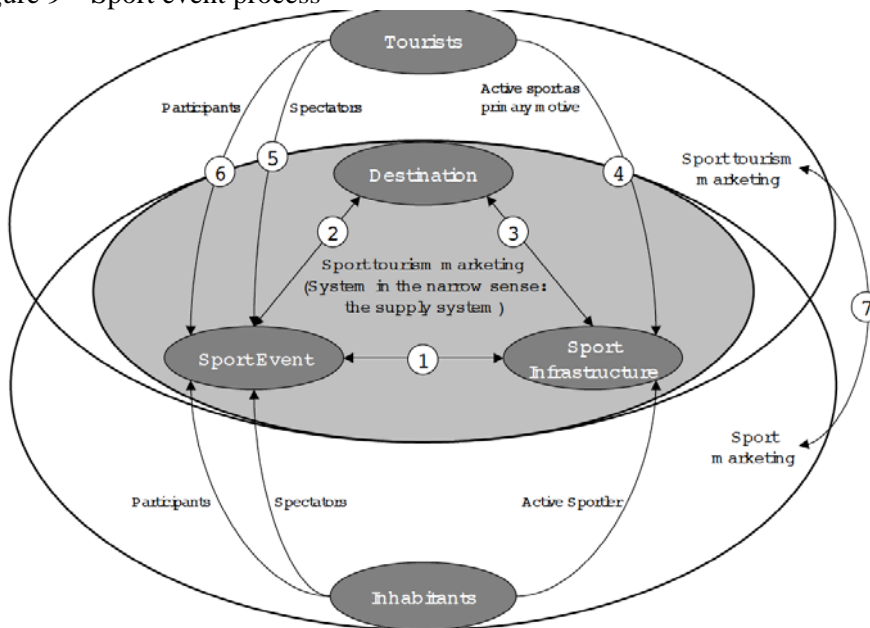 gure 9 – Sport event process
Tourists
Participants
Spectators
Active sport as
primary motive
6
5
4
Sport tourism
marketing
Destination
2
3
Sport tourism marketing
(System in the narrow sense:
the supply system)
7
Sport Event
1
Sport
Infrastructure
Sport
marketing
Participants
Spectators
Active Sportler
Inhabitants